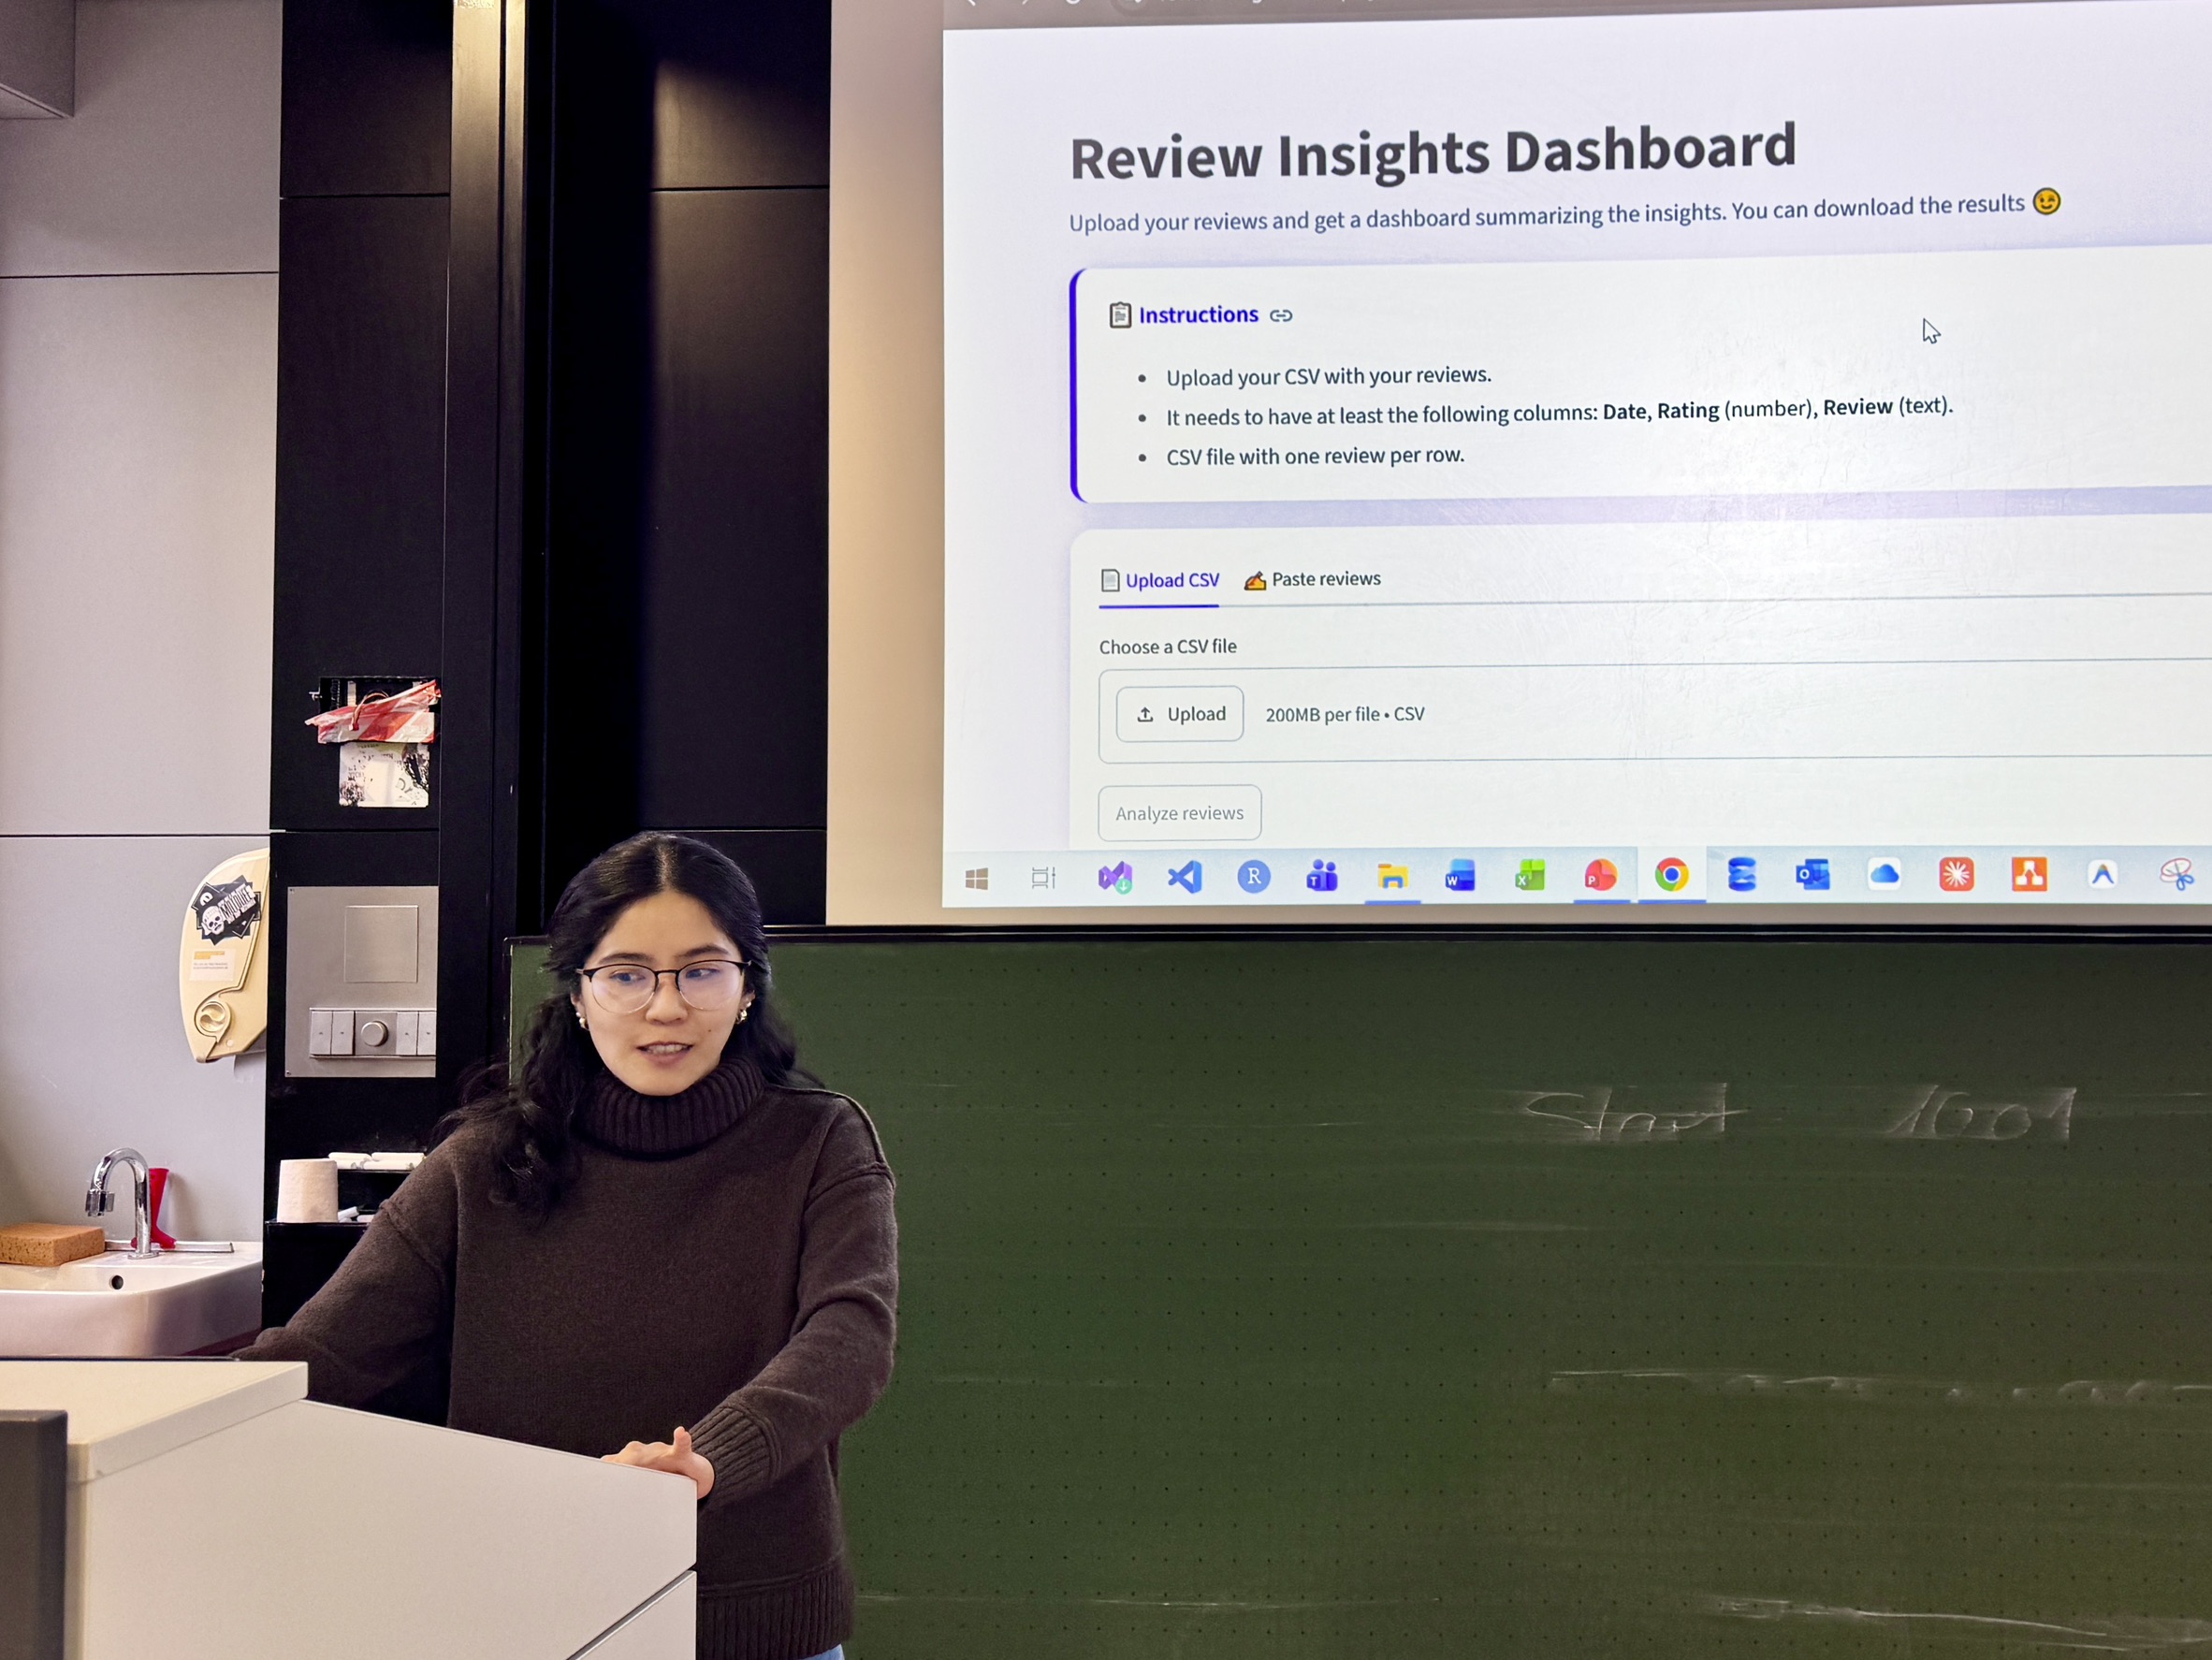 Review Insights Dashboard
Upload your reviews and get a dashboard summarizing the insights. You can download the results 😉
📋 Instructions
• Upload your CSV with your reviews.
• It needs to have at least the following columns: Date, Rating (number), Review (text).
• CSV file with one review per row.
Upload CSV
Paste reviews
Choose a CSV file
Upload
200MB per file • CSV
Analyze reviews
Start